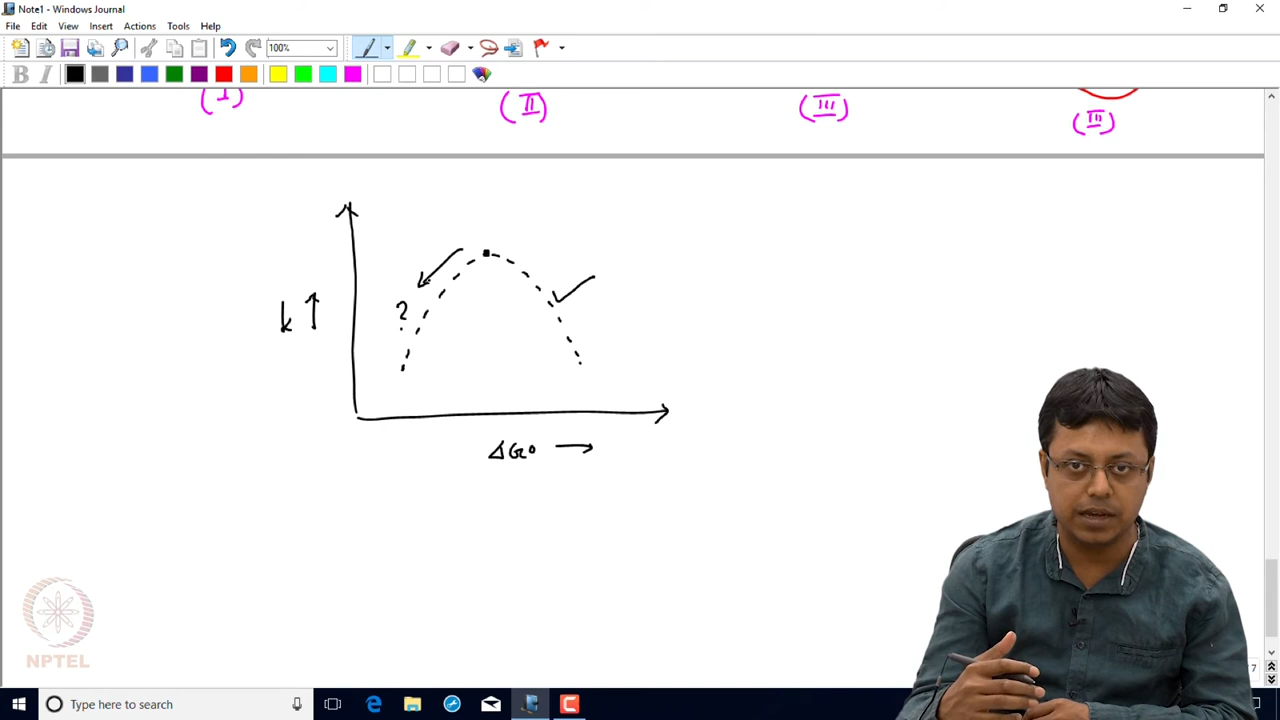 Note1 - Windows Journal
File Edit View Insert Actions Tools Help
100%
B I
(I) (II) (III) (III)
k ↑
?
ΔG° →
NPTEL
17
Type here to search